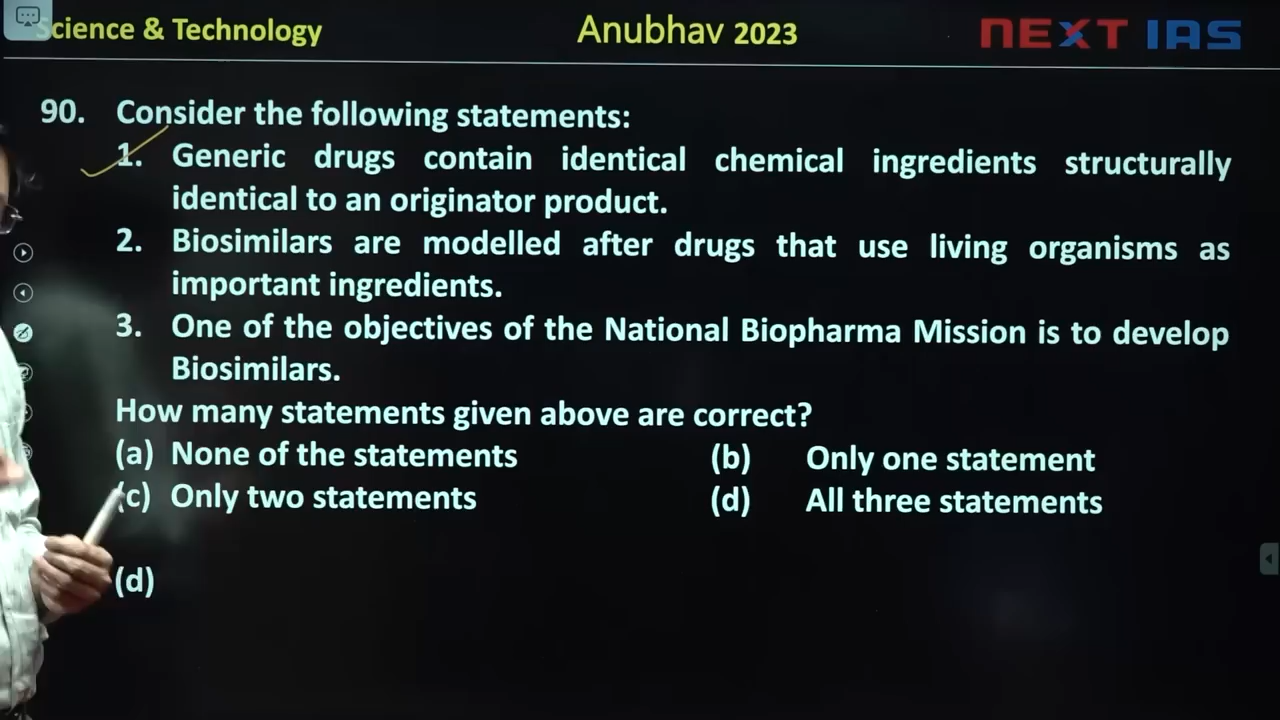 Science & Technology Anubhav 2023 NEXT IAS
90. Consider the following statements:
1. Generic drugs contain identical chemical ingredients structurally
identical to an originator product.
2. Biosimilars are modelled after drugs that use living organisms as
important ingredients.
3. One of the objectives of the National Biopharma Mission is to develop
Biosimilars.
How many statements given above are correct?
(a) None of the statements (b) Only one statement
(c) Only two statements (d) All three statements
(d)